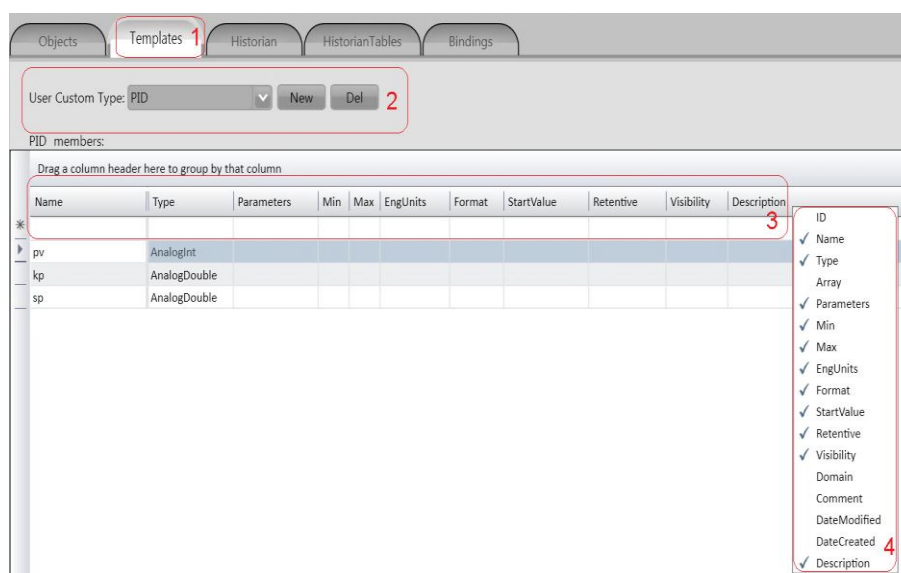 Objects Templates 1 Historian HistorianTables Bindings
User Custom Type: PID New Del 2
PID members:
Drag a column header here to group by that column
Name Type Parameters Min Max EngUnits Format StartValue Retentive Visibility Description
3
pv AnalogInt
kp AnalogDouble
sp AnalogDouble
ID
Name
Type
Array
Parameters
Min
Max
EngUnits
Format
StartValue
Retentive
Visibility
Domain
Comment
DateModified
DateCreated 4
Description